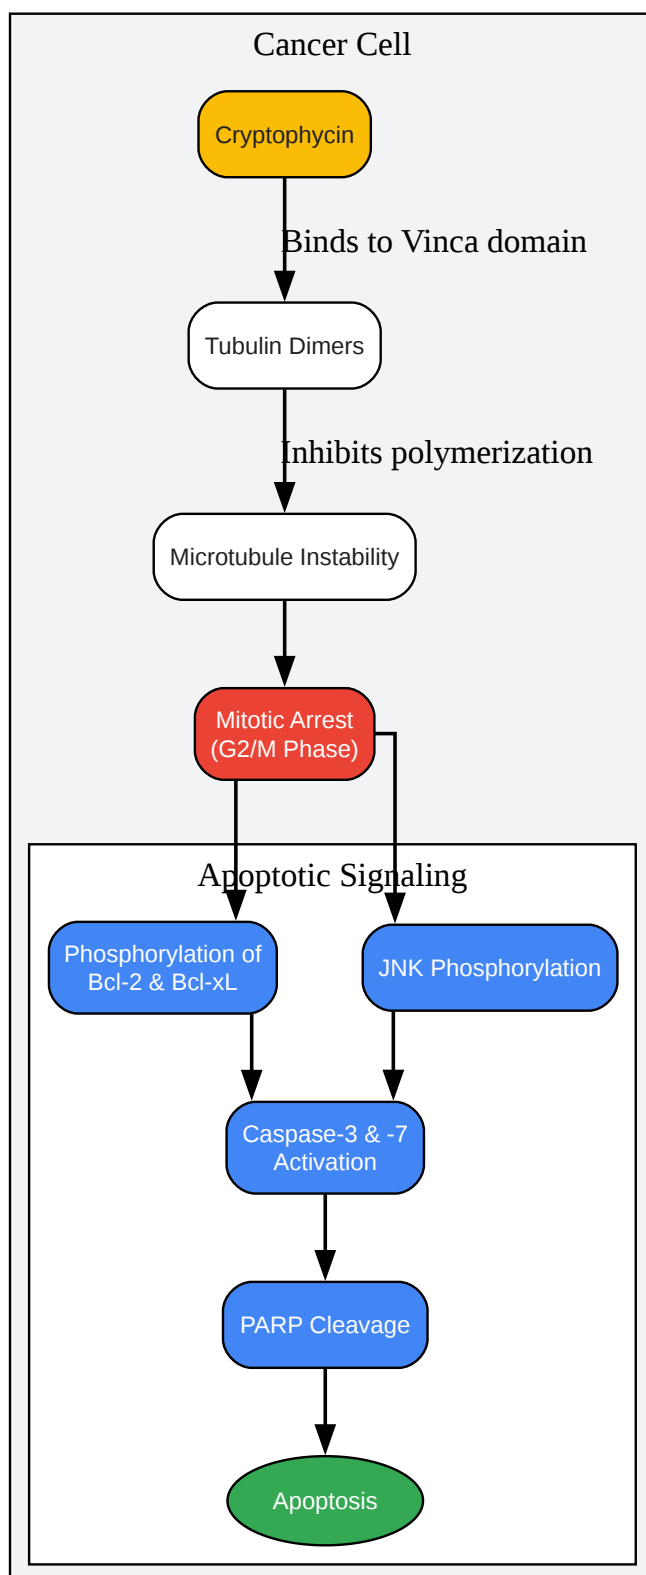 Cancer Cell
Cryptophycin
Binds to Vinca domain
Tubulin Dimers
Inhibits polymerization
Microtubule Instability
Mitotic Arrest
(G2/M Phase)
Apoptotic Signaling
Phosphorylation of
Bcl-2 & Bcl-xL
JNK Phosphorylation
Caspase-3 & -7
Activation
PARP Cleavage
Apoptosis